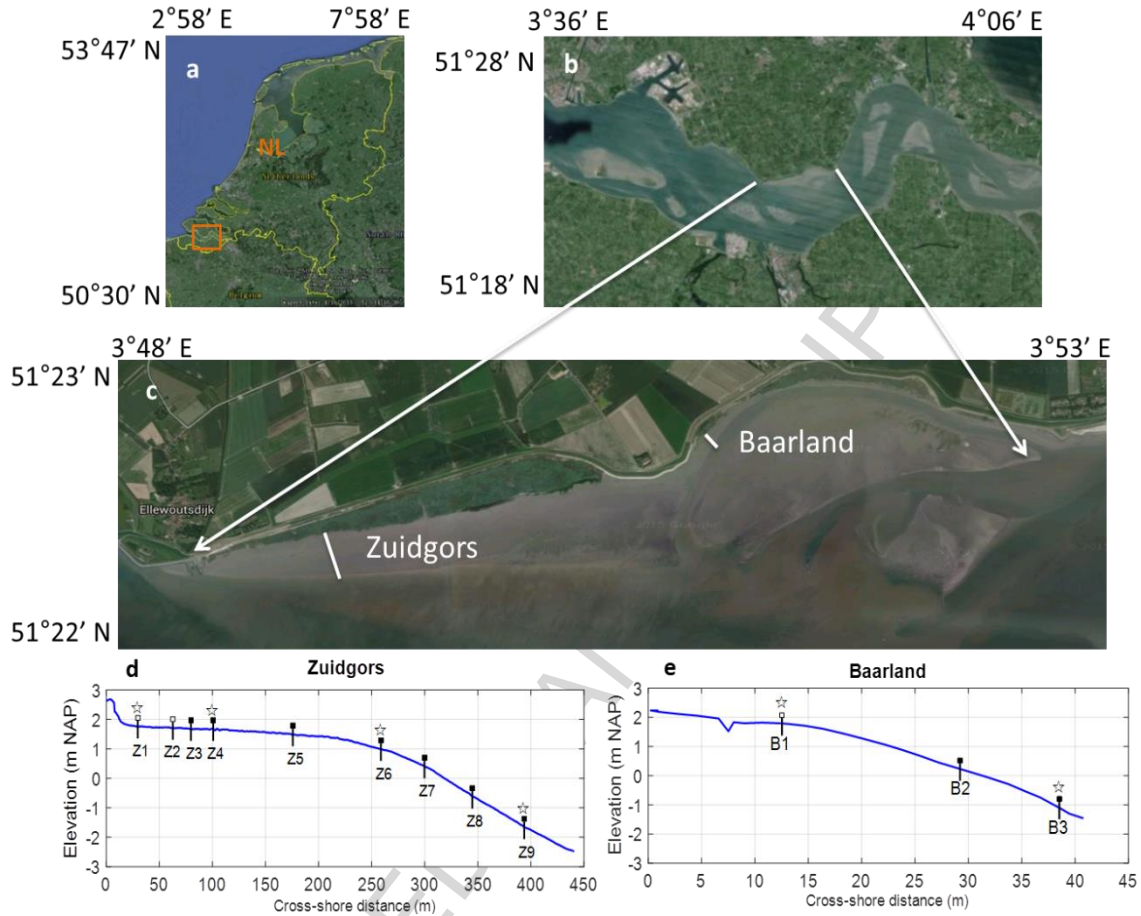 2°58' E 7°58' E
53°47' N
50°30' N
a
NL
Netherlands
Belgium
3°36' E 4°06' E
51°28' N
51°18' N
b
3°48' E 3°53' E
51°23' N
51°22' N
c
Ellewoutsdijk
Baarland
Zuidgors
d Zuidgors
Elevation (m NAP)
3
2
1
0
-1
-2
-3
Z1 Z2 Z3 Z4 Z5 Z6 Z7 Z8 Z9
0 50 100 150 200 250 300 350 400 450
Cross-shore distance (m)
e Baarland
Elevation (m NAP)
3
2
1
0
-1
-2
-3
B1 B2 B3
0 5 10 15 20 25 30 35 40 45
Cross-shore distance (m)